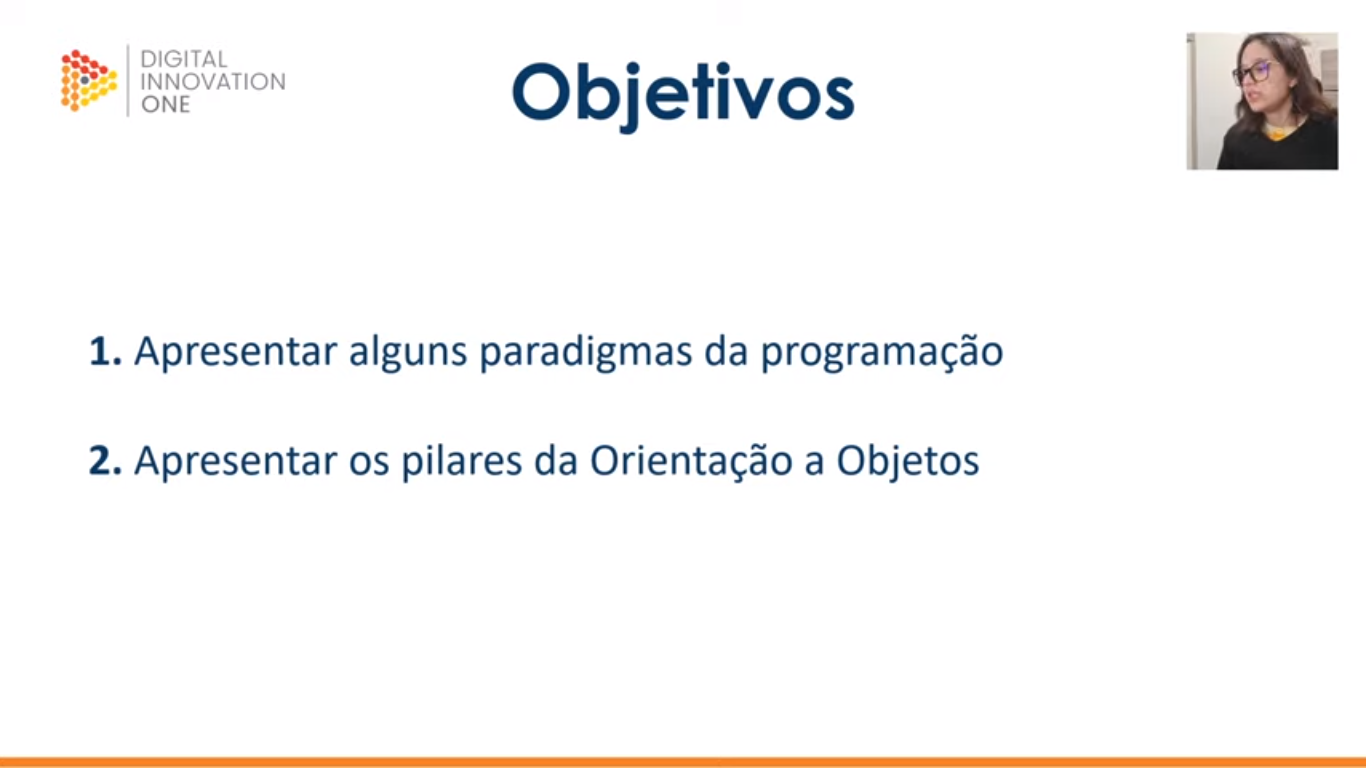 DIGITAL
INNOVATION
ONE
Objetivos
1. Apresentar alguns paradigmas da programação
2. Apresentar os pilares da Orientação a Objetos